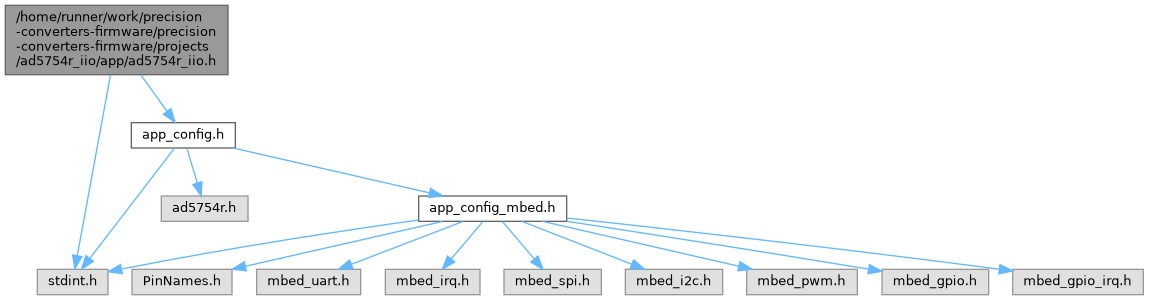 /home/runner/work/precision
-converters-firmware/precision
-converters-firmware/projects
/ad5754r_iio/app/ad5754r_iio.h
app_config.h
ad5754r.h
app_config_mbed.h
stdint.h
PinNames.h
mbed_uart.h
mbed_irq.h
mbed_spi.h
mbed_i2c.h
mbed_pwm.h
mbed_gpio.h
mbed_gpio_irq.h